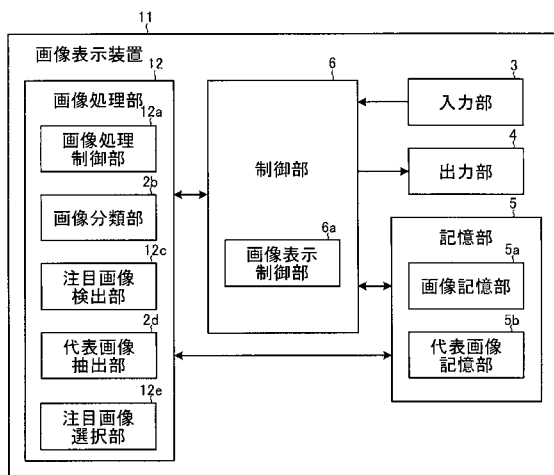 11
画像表示装置
12
画像処理部
12a
画像処理
制御部
2b
画像分類部
12c
注目画像
検出部
2d
代表画像
抽出部
12e
注目画像
選択部
6
制御部
6a
画像表示
制御部
3
入力部
4
出力部
5
記憶部
5a
画像記憶部
5b
代表画像
記憶部